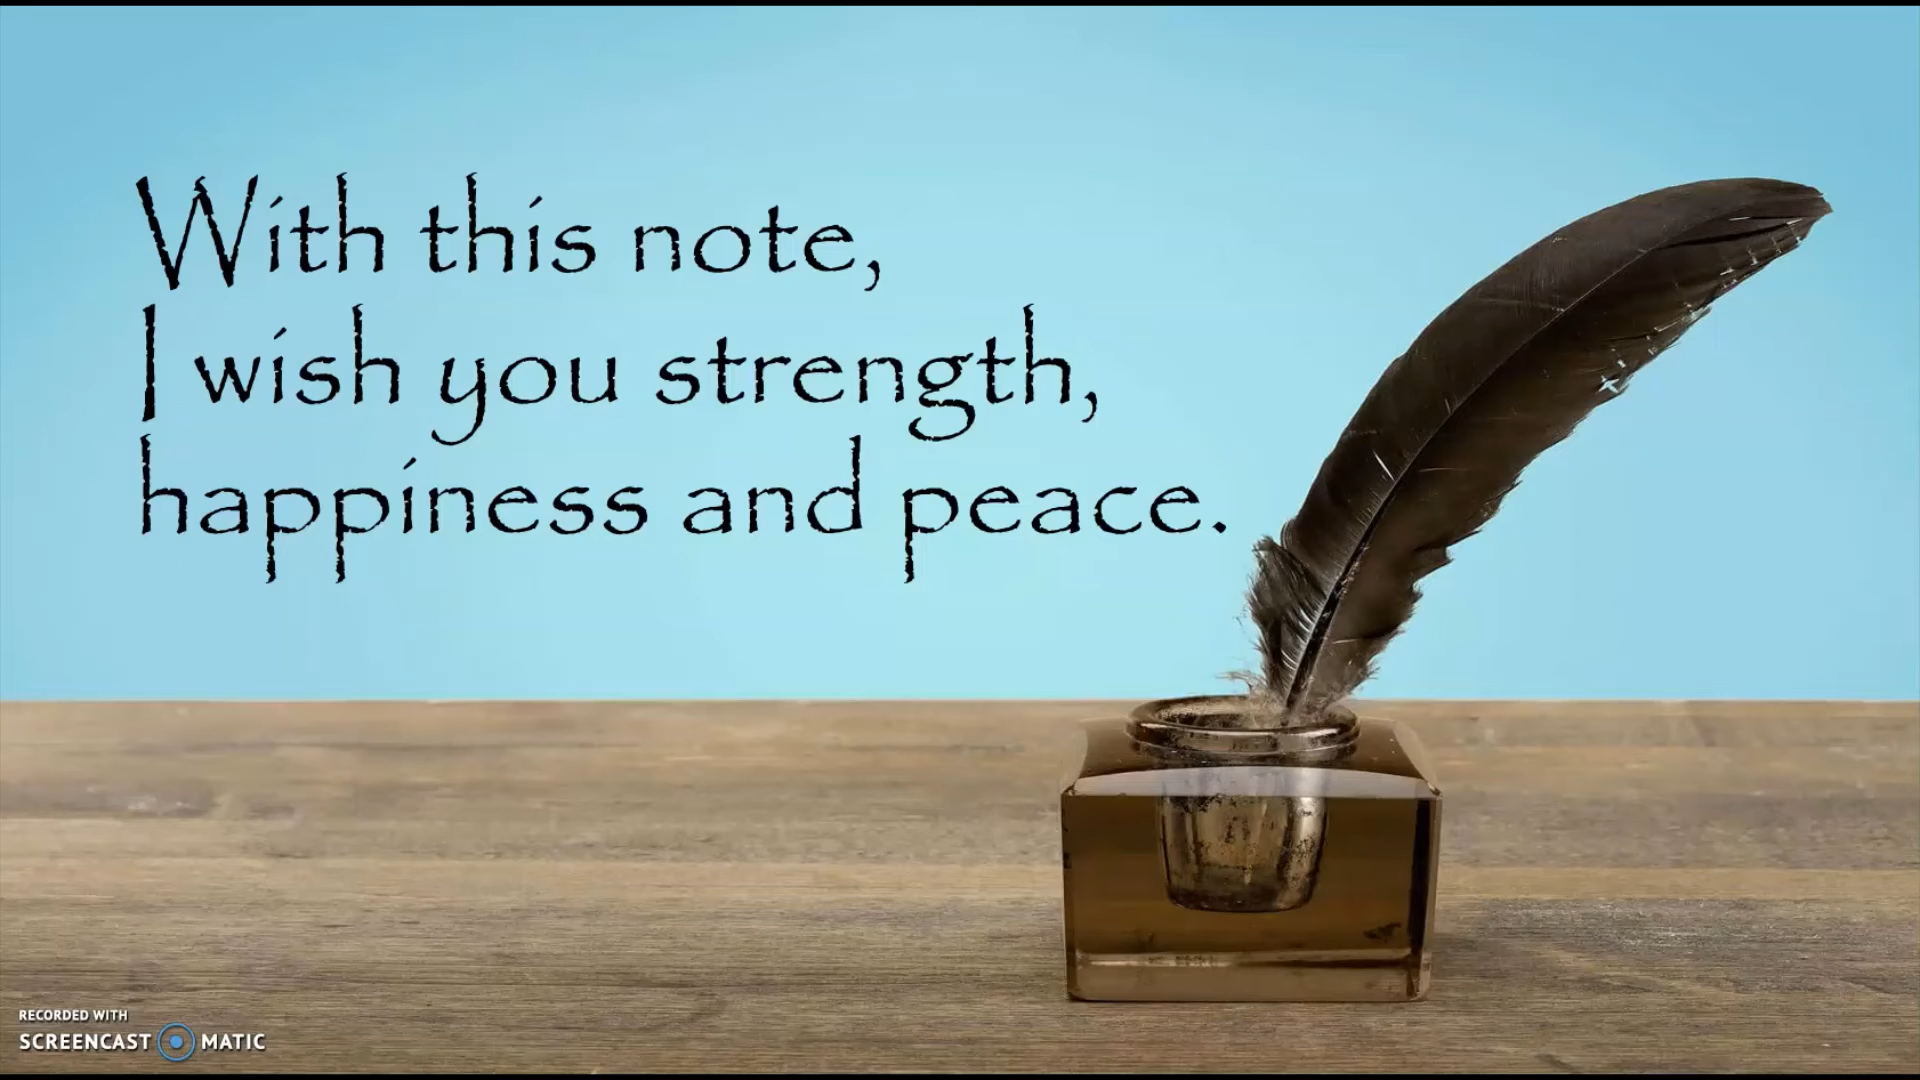 With this note,
I wish you strength,
happiness and peace.
RECORDED WITH
SCREENCAST MATIC